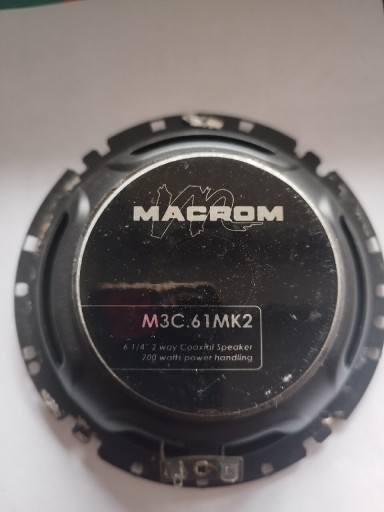 MACROM
M3C.61MK2
6 1/4" 2 way Coaxial Speaker
200 watts power handling